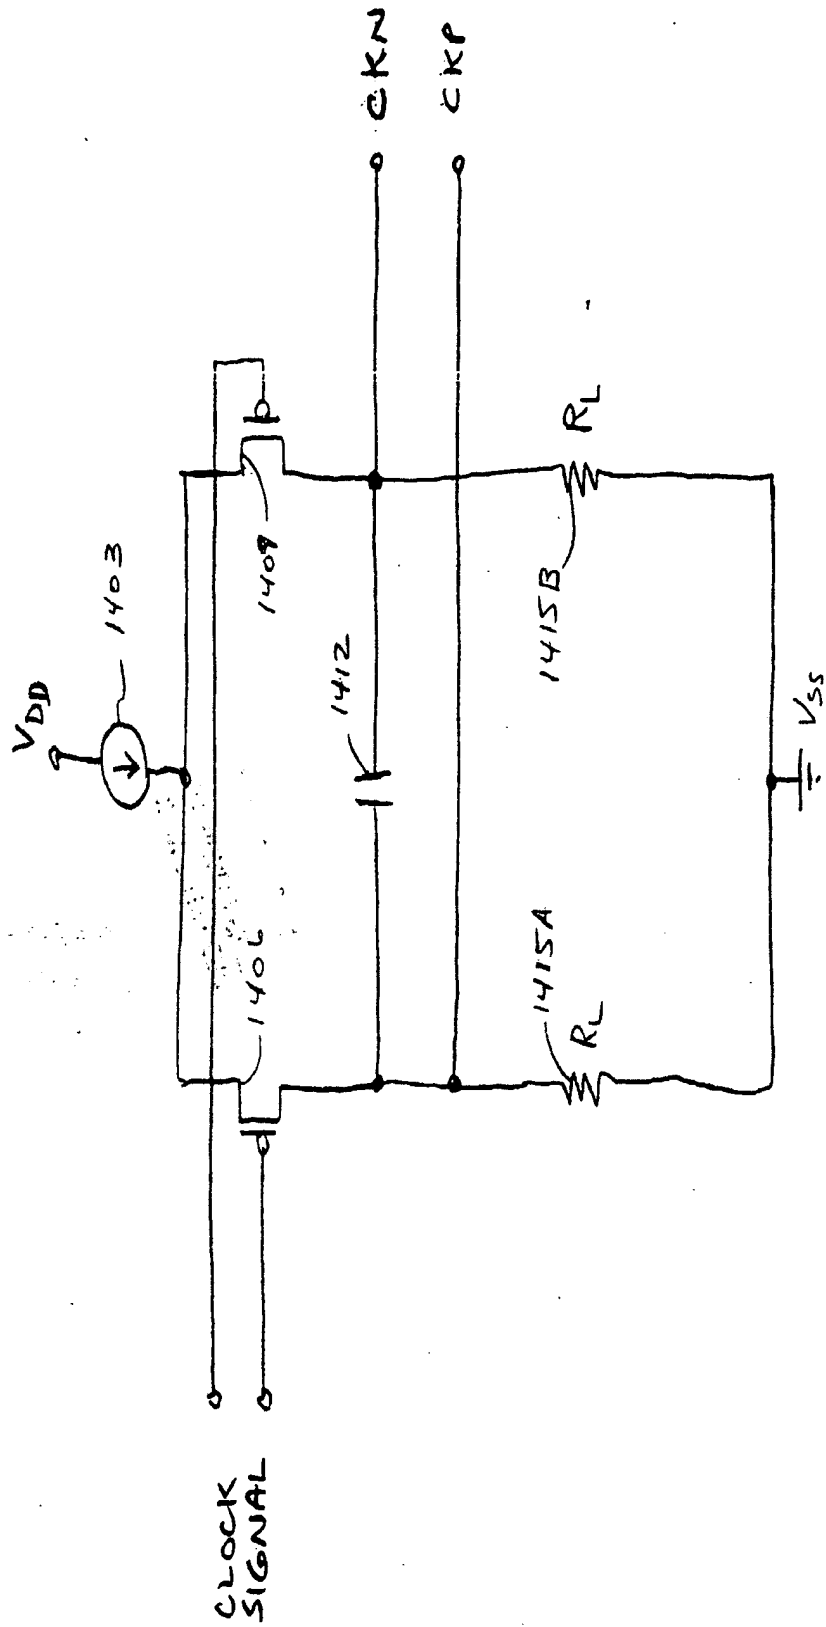 VDD
1403
1406
1409
CLOCK
SIGNAL
1412
CKN
CKP
1415A
RL
1415B
RL
VSS